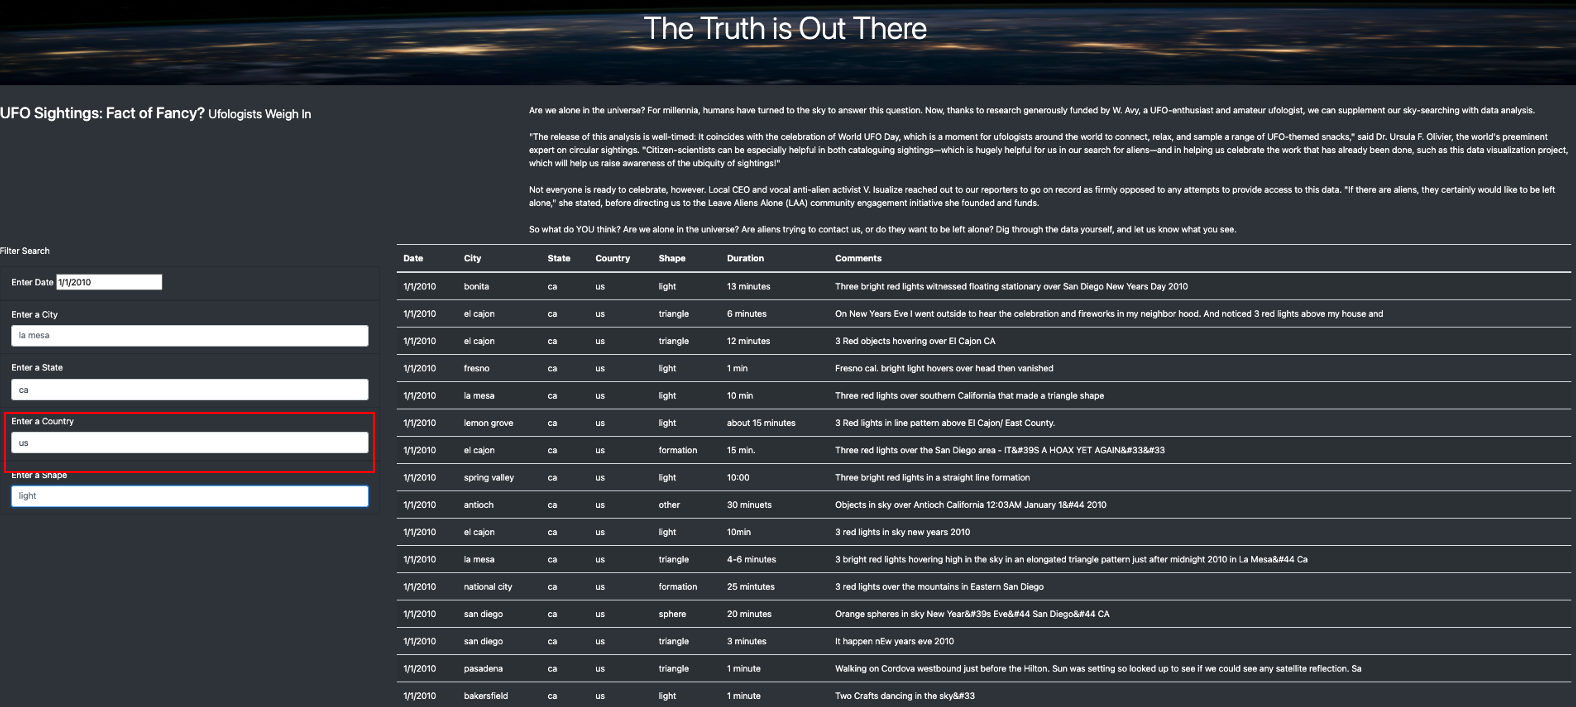 The Truth is Out There
UFO Sightings: Fact of Fancy? Ufologists Weigh In
Are we alone in the universe? For millennia, humans have turned to the sky to answer this question. Now, thanks to research generously funded by W. Avy, a UFO-enthusiast and amateur ufologist, we can supplement our sky-searching with data analysis.
"The release of this analysis is well-timed: It coincides with the celebration of World UFO Day, which is a moment for ufologists around the world to connect, relax, and sample a range of UFO-themed snacks," said Dr. Ursula F. Olivier, the world's preeminent
expert on circular sightings. "Citizen-scientists can be especially helpful in both cataloguing sightings—which is hugely helpful for us in our search for aliens—and in helping us celebrate the work that has already been done, such as this data visualization project,
which will help us raise awareness of the ubiquity of sightings!"
Not everyone is ready to celebrate, however. Local CEO and vocal anti-alien activist V. Isualize reached out to our reporters to go on record as firmly opposed to any attempts to provide access to this data. "If there are aliens, they certainly would like to be left
alone," she stated, before directing us to the Leave Aliens Alone (LAA) community engagement initiative she founded and funds.
So what do YOU think? Are we alone in the universe? Are aliens trying to contact us, or do they want to be left alone? Dig through the data yourself, and let us know what you see.
Filter Search
Enter Date 1/1/2010
Enter a City
la mesa
Enter a State
ca
Enter a Country
us
Enter a Shape
light
Date City State Country Shape Duration Comments
1/1/2010 bonita ca us light 13 minutes Three bright red lights witnessed floating stationary over San Diego New Years Day 2010
1/1/2010 el cajon ca us triangle 6 minutes On New Years Eve I went outside to hear the celebration and fireworks in my neighbor hood. And noticed 3 red lights above my house and
1/1/2010 el cajon ca us triangle 12 minutes 3 Red objects hovering over El Cajon CA
1/1/2010 fresno ca us light 1 min Fresno cal. bright light hovers over head then vanished
1/1/2010 la mesa ca us light 10 min Three red lights over southern California that made a triangle shape
1/1/2010 lemon grove ca us light about 15 minutes 3 Red lights in line pattern above El Cajon/ East County.
1/1/2010 el cajon ca us formation 15 min. Three red lights over the San Diego area - IT&#39S A HOAX YET AGAIN&#33&#33
1/1/2010 spring valley ca us light 10:00 Three bright red lights in a straight line formation
1/1/2010 antioch ca us other 30 minuets Objects in sky over Antioch California 12:03AM January 1&#44 2010
1/1/2010 el cajon ca us light 10min 3 red lights in sky new years 2010
1/1/2010 la mesa ca us triangle 4-6 minutes 3 bright red lights hovering high in the sky in an elongated triangle pattern just after midnight 2010 in La Mesa&#44 Ca
1/1/2010 national city ca us formation 25 mintutes 3 red lights over the mountains in Eastern San Diego
1/1/2010 san diego ca us sphere 20 minutes Orange spheres in sky New Year&#39s Eve&#44 San Diego&#44 CA
1/1/2010 san diego ca us triangle 3 minutes It happen nEw years eve 2010
1/1/2010 pasadena ca us triangle 1 minute Walking on Cordova westbound just before the Hilton. Sun was setting so looked up to see if we could see any satellite reflection. Sa
1/1/2010 bakersfield ca us light 1 minute Two Crafts dancing in the sky&#33